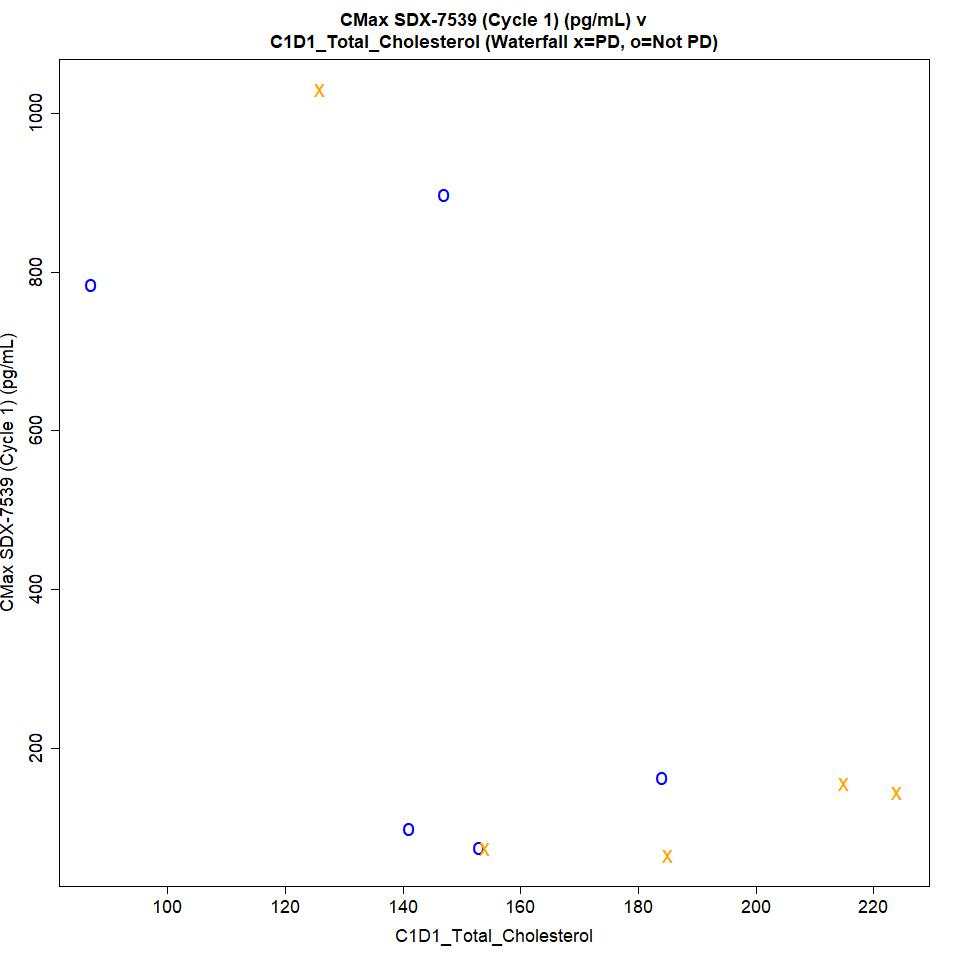 CMax SDX-7539 (Cycle 1) (pg/mL) v
C1D1_Total_Cholesterol (Waterfall x=PD, o=Not PD)
CMax SDX-7539 (Cycle 1) (pg/mL)
1000
800
600
400
200
x
o
o
o
x
x
o
o
x
x
100
120
140
160
180
200
220
C1D1_Total_Cholesterol